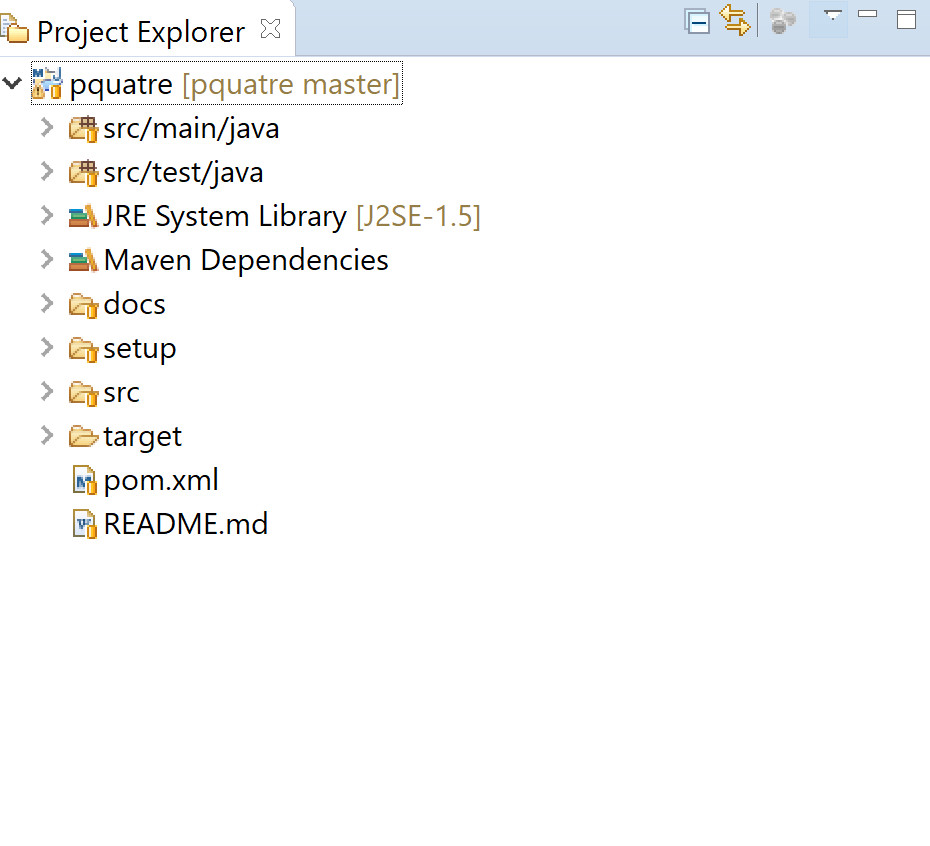 Project Explorer
pquatre [pquatre master]
src/main/java
src/test/java
JRE System Library [J2SE-1.5]
Maven Dependencies
docs
setup
src
target
pom.xml
README.md